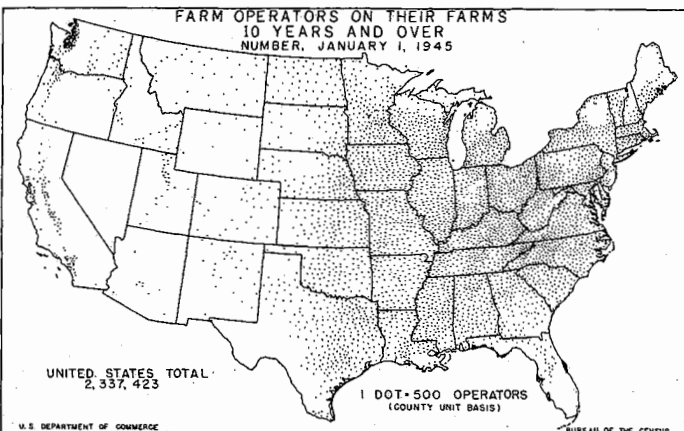 FARM OPERATORS ON THEIR FARMS
10 YEARS AND OVER
NUMBER, JANUARY 1, 1945
UNITED STATES TOTAL
2,337,423
1 DOT=500 OPERATORS
(COUNTY UNIT BASIS)
U.S. DEPARTMENT OF COMMERCE
BUREAU OF THE CENSUS